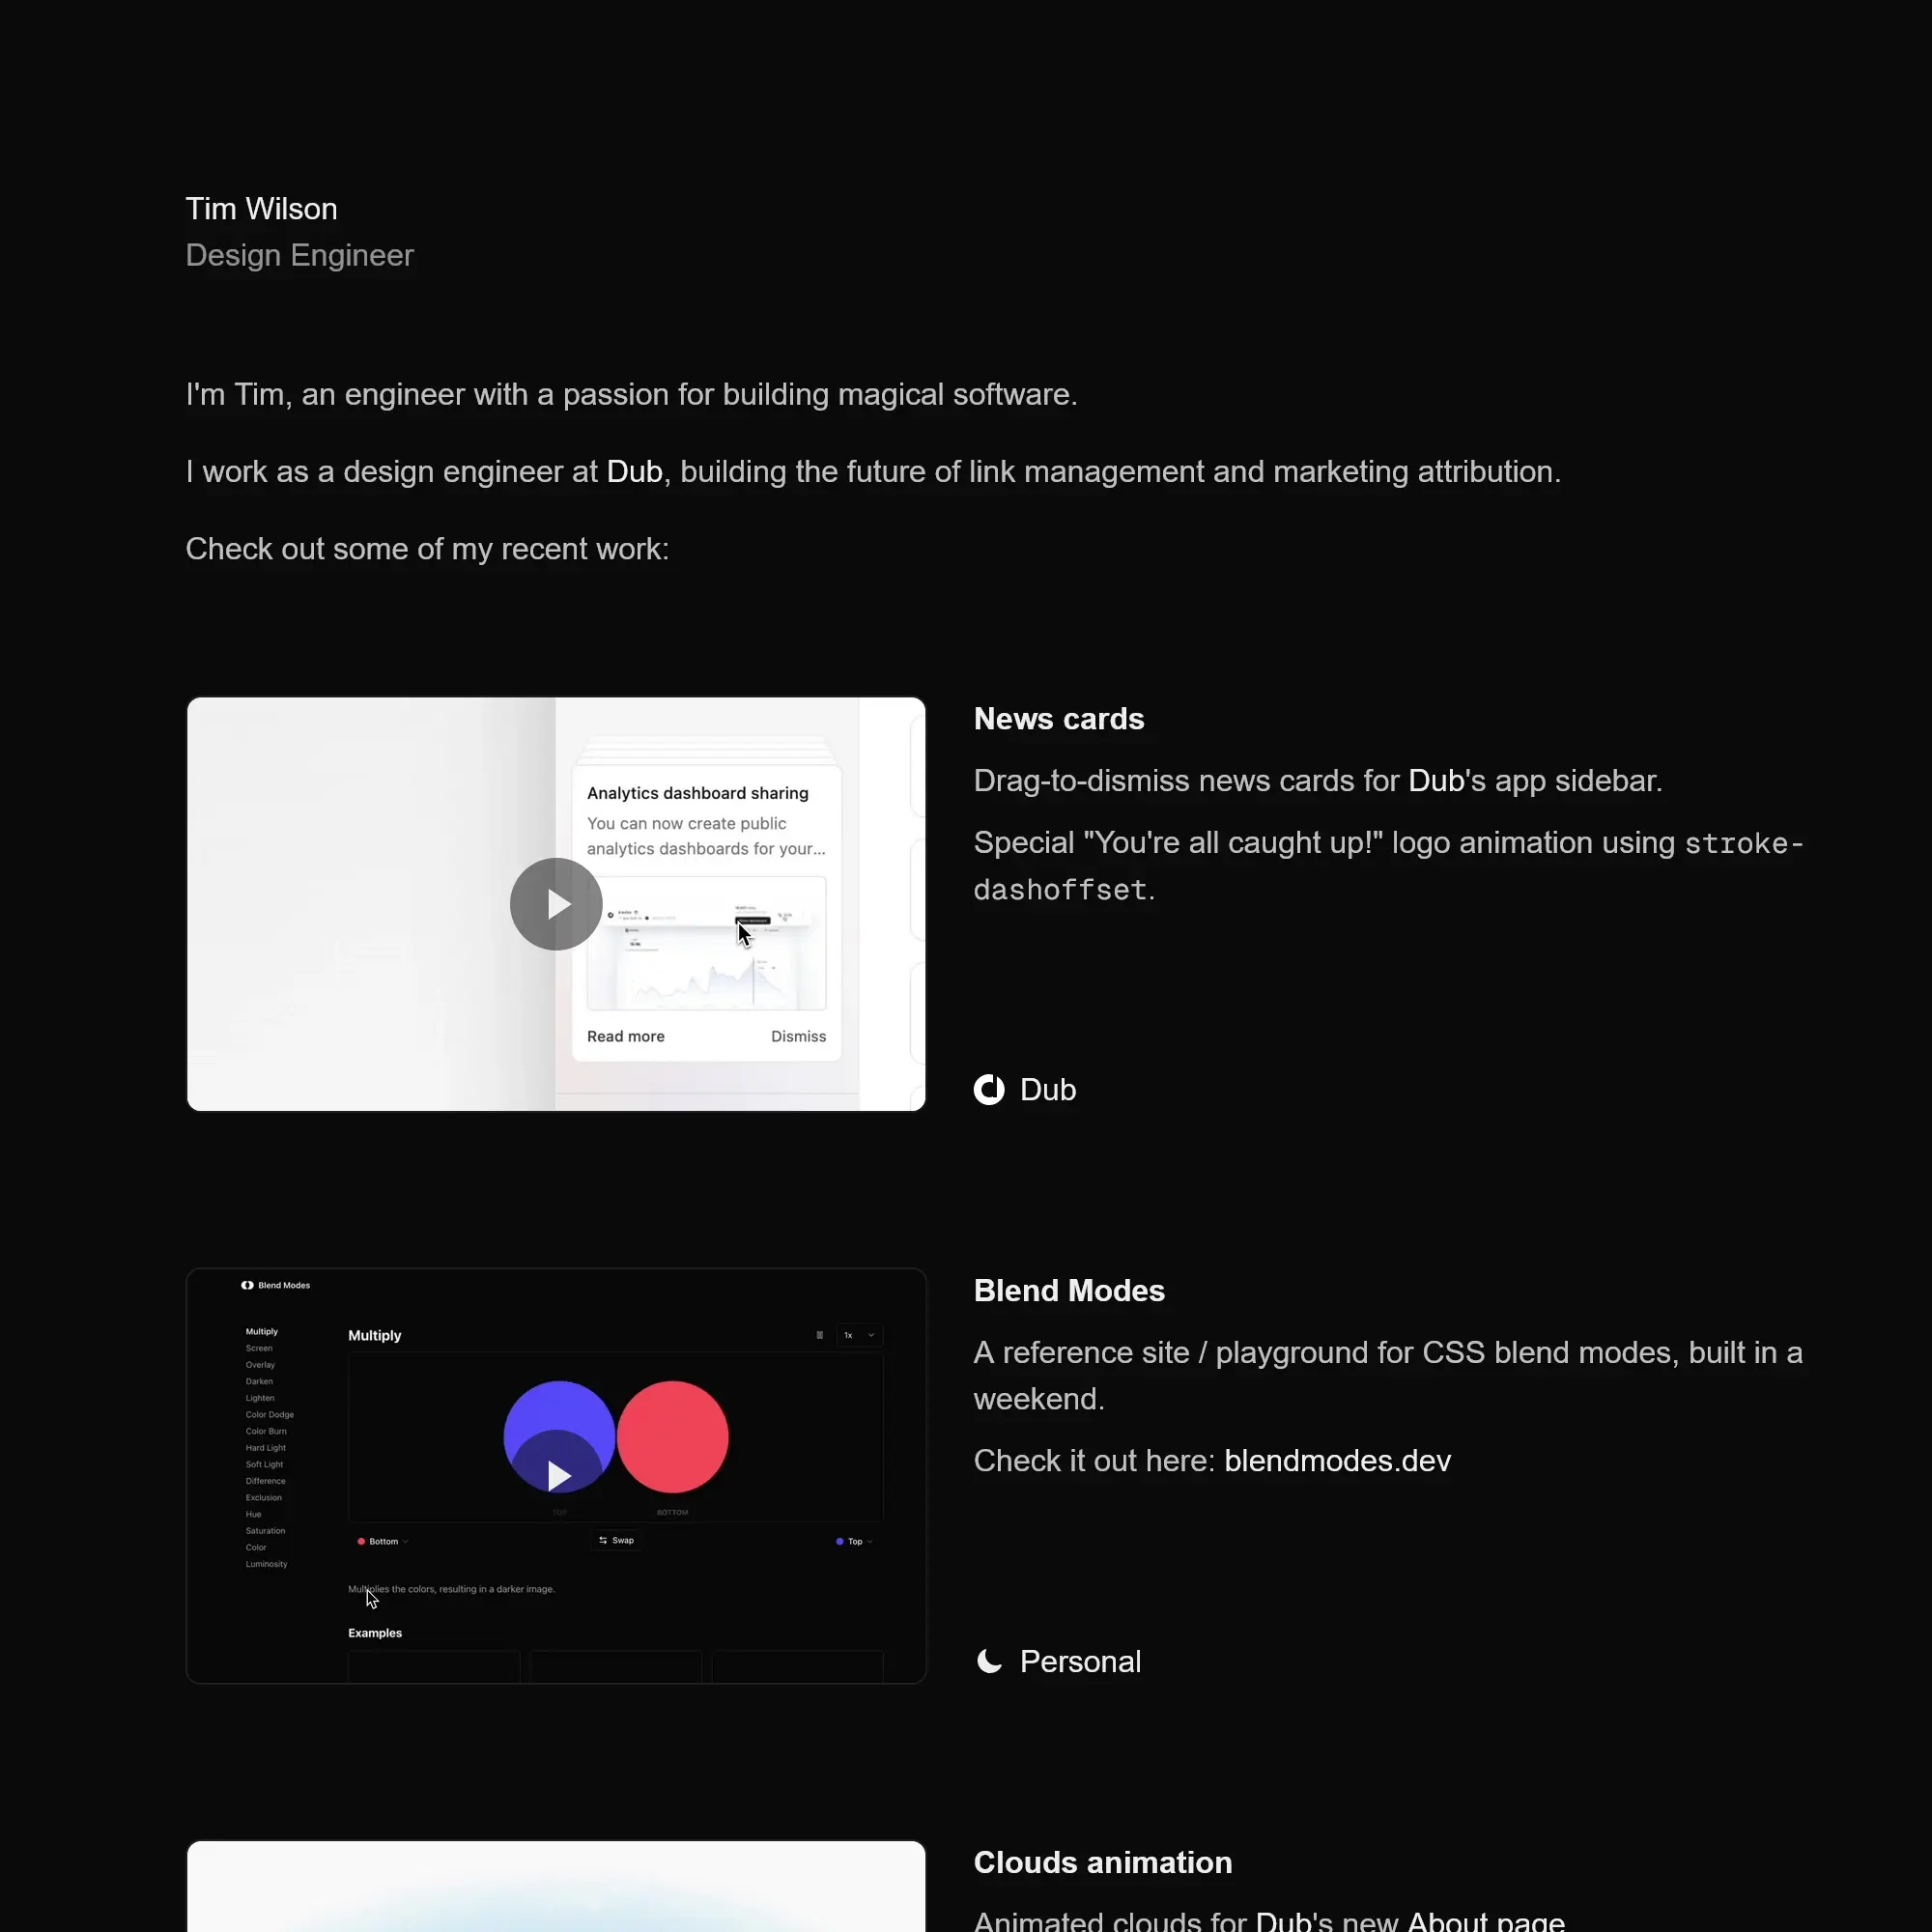 Tim Wilson
Design Engineer
I'm Tim, an engineer with a passion for building magical software.
I work as a design engineer at Dub, building the future of link management and marketing attribution.
Check out some of my recent work:
Analytics dashboard sharing
You can now create public
analytics dashboards for your...
Read more
Dismiss
News cards
Drag-to-dismiss news cards for Dub's app sidebar.
Special "You're all caught up!" logo animation using stroke-
dashoffset.
Dub
Blend Modes
Multiply
Screen
Overlay
Darken
Lighten
Color Dodge
Color Burn
Hard Light
Soft Light
Difference
Exclusion
Hue
Saturation
Color
Luminosity
Multiply
1x
TOP
BOTTOM
Bottom
Swap
Top
Multiplies the colors, resulting in a darker image.
Examples
Blend Modes
A reference site / playground for CSS blend modes, built in a
weekend.
Check it out here: blendmodes.dev
Personal
Clouds animation
Animated clouds for Dub's new About page